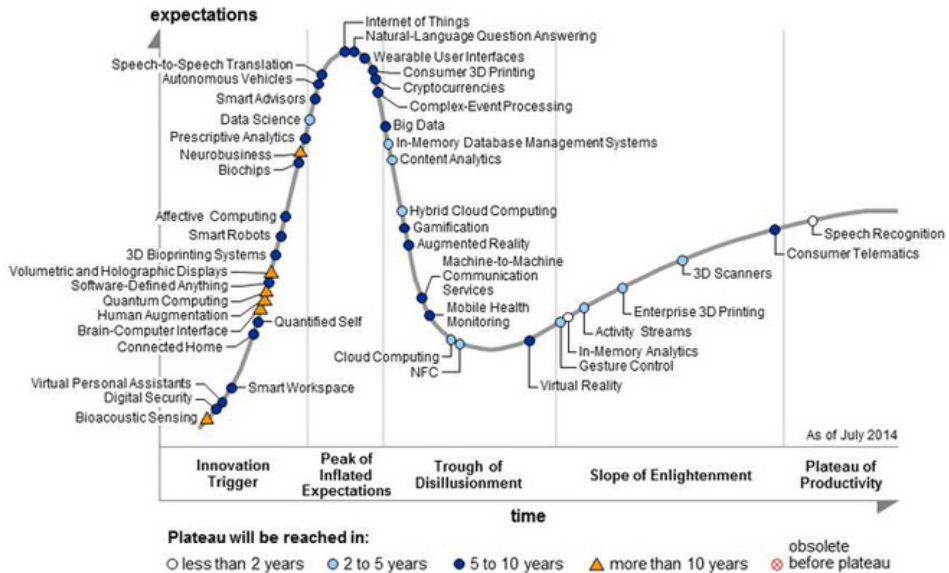 expectations
Internet of Things
Natural-Language Question Answering
Wearable User Interfaces
Consumer 3D Printing
Cryptocurrencies
Complex-Event Processing
Speech-to-Speech Translation
Autonomous Vehicles
Smart Advisors
Data Science
Prescriptive Analytics
Neurobusiness
Biochips
Big Data
In-Memory Database Management Systems
Content Analytics
Hybrid Cloud Computing
Gamification
Augmented Reality
Machine-to-Machine
Communication
Services
Mobile Health
Monitoring
Affective Computing
Smart Robots
3D Bioprinting Systems
Volumetric and Holographic Displays
Software-Defined Anything
Quantum Computing
Human Augmentation
Brain-Computer Interface
Quantified Self
Connected Home
Cloud Computing
NFC
Virtual Reality
Speech Recognition
Consumer Telematics
3D Scanners
Enterprise 3D Printing
Activity Streams
In-Memory Analytics
Gesture Control
Virtual Personal Assistants
Smart Workspace
Digital Security
Bioacoustic Sensing
As of July 2014
Innovation
Trigger
Peak of
Inflated
Expectations
Trough of
Disillusionment
Slope of Enlightenment
Plateau of
Productivity
time
Plateau will be reached in:
less than 2 years
2 to 5 years
5 to 10 years
more than 10 years
obsolete
before plateau